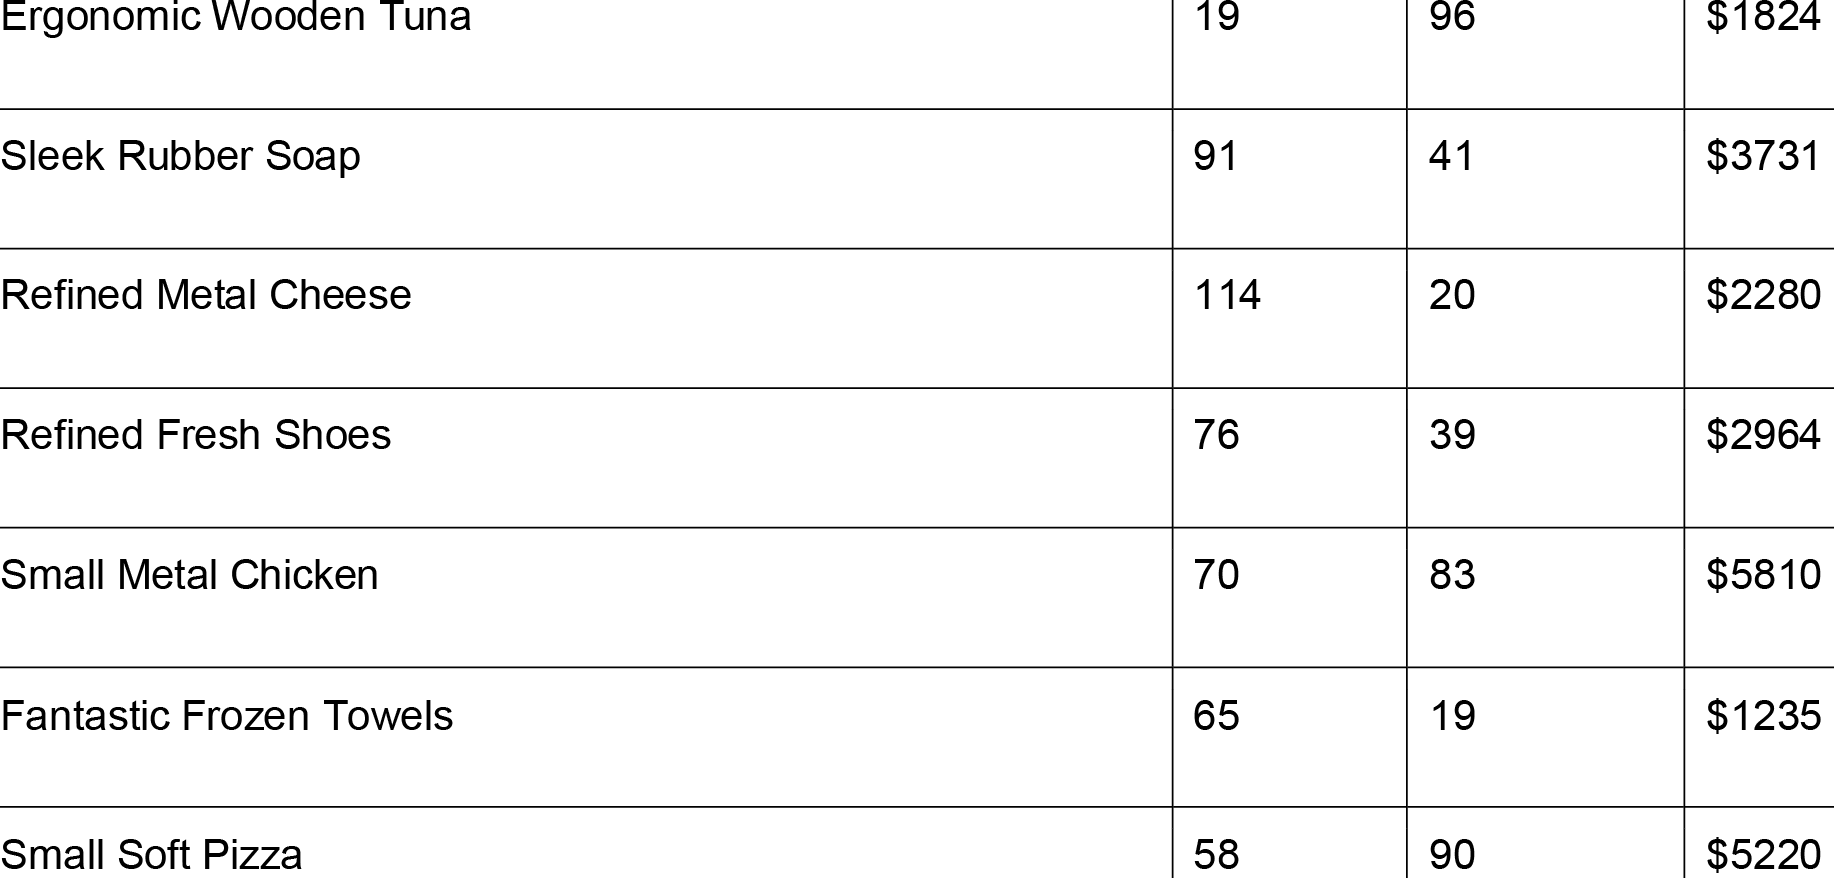 Ergonomic Wooden Tuna 19 96 $1824
Sleek Rubber Soap 91 41 $3731
Refined Metal Cheese 114 20 $2280
Refined Fresh Shoes 76 39 $2964
Small Metal Chicken 70 83 $5810
Fantastic Frozen Towels 65 19 $1235
Small Soft Pizza 58 90 $5220